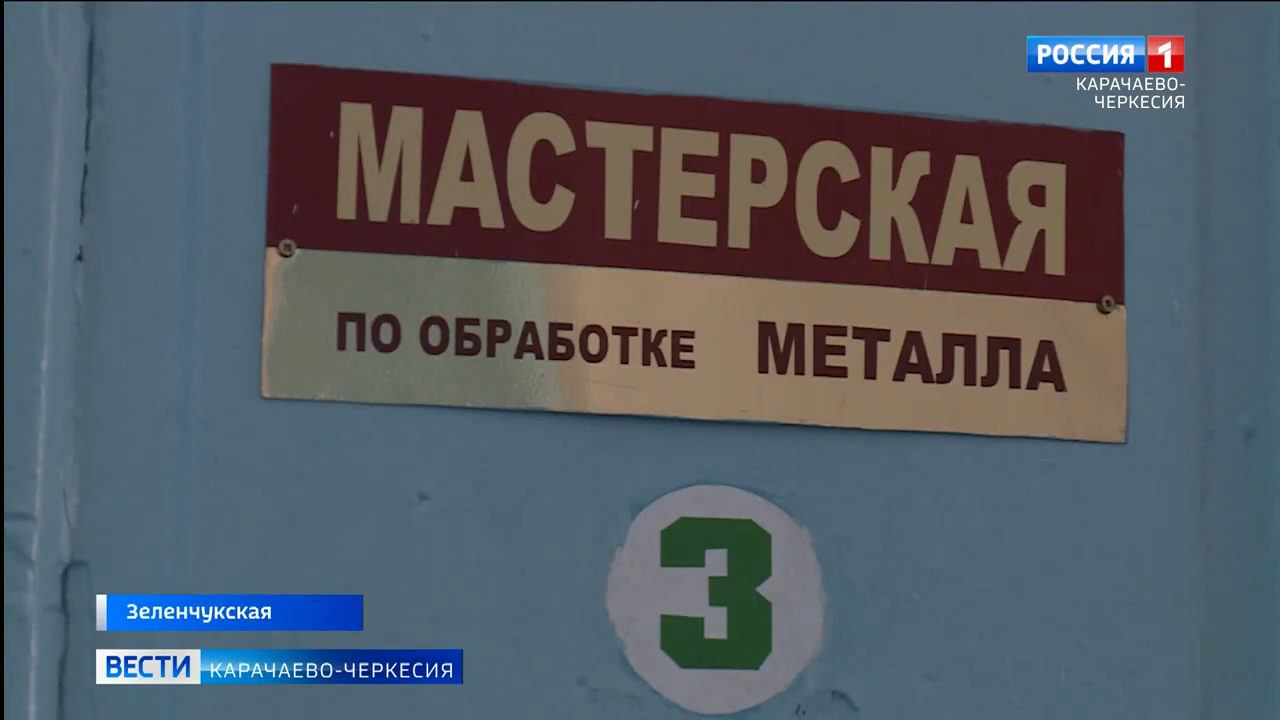 РОССИЯ 1
КАРАЧАЕВО-
ЧЕРКЕСИЯ
МАСТЕРСКАЯ
ПО ОБРАБОТКЕ МЕТАЛЛА
3
Зеленчукская
ВЕСТИ КАРАЧАЕВО-ЧЕРКЕСИЯ